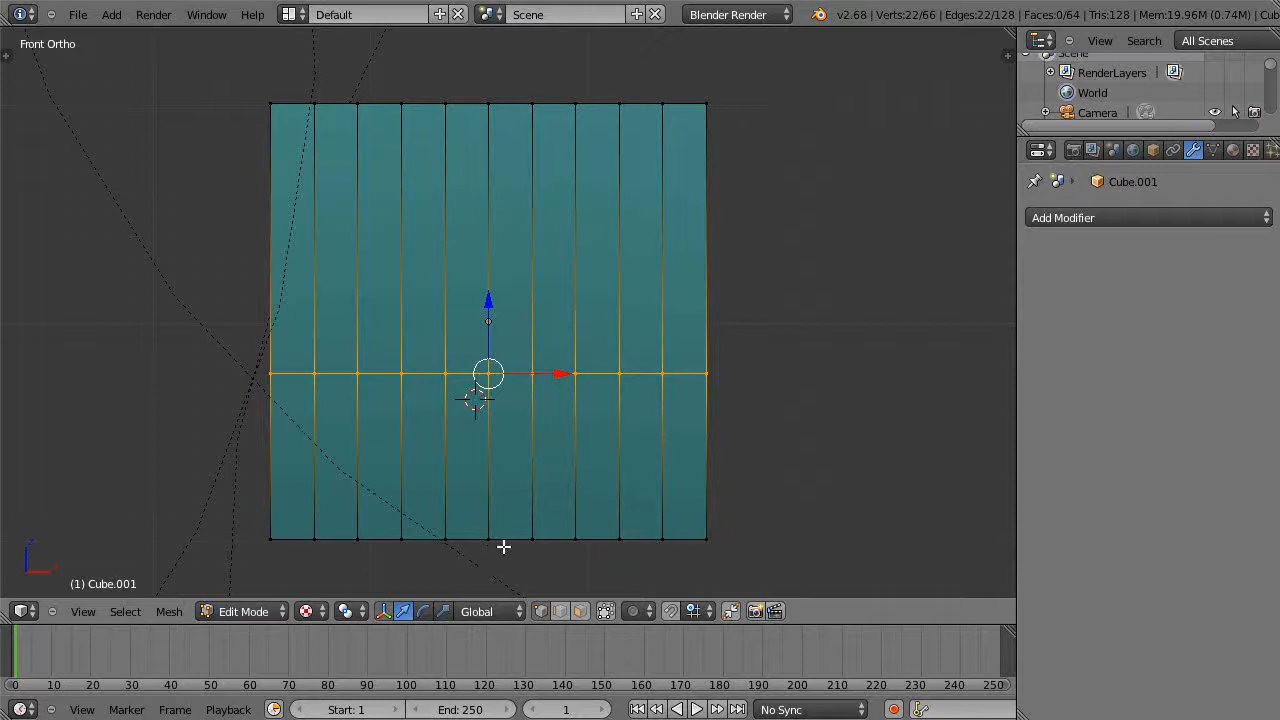 File Add Render Window Help Default Scene Blender Render v2.68 | Verts:22/66 | Edges:22/128 | Faces:0/64 | Tris:128 | Mem:19.96M (0.74M) | Cub
Front Ortho
View Search All Scenes
Scene
RenderLayers
World
Camera
Cube.001
Add Modifier
z
x
(1) Cube.001
View Select Mesh Edit Mode Global
0 10 20 30 40 50 60 70 80 90 100 110 120 130 140 150 160 170 180 190 200 210 220 230 240 250
View Marker Frame Playback Start: 1 End: 250 1 No Sync